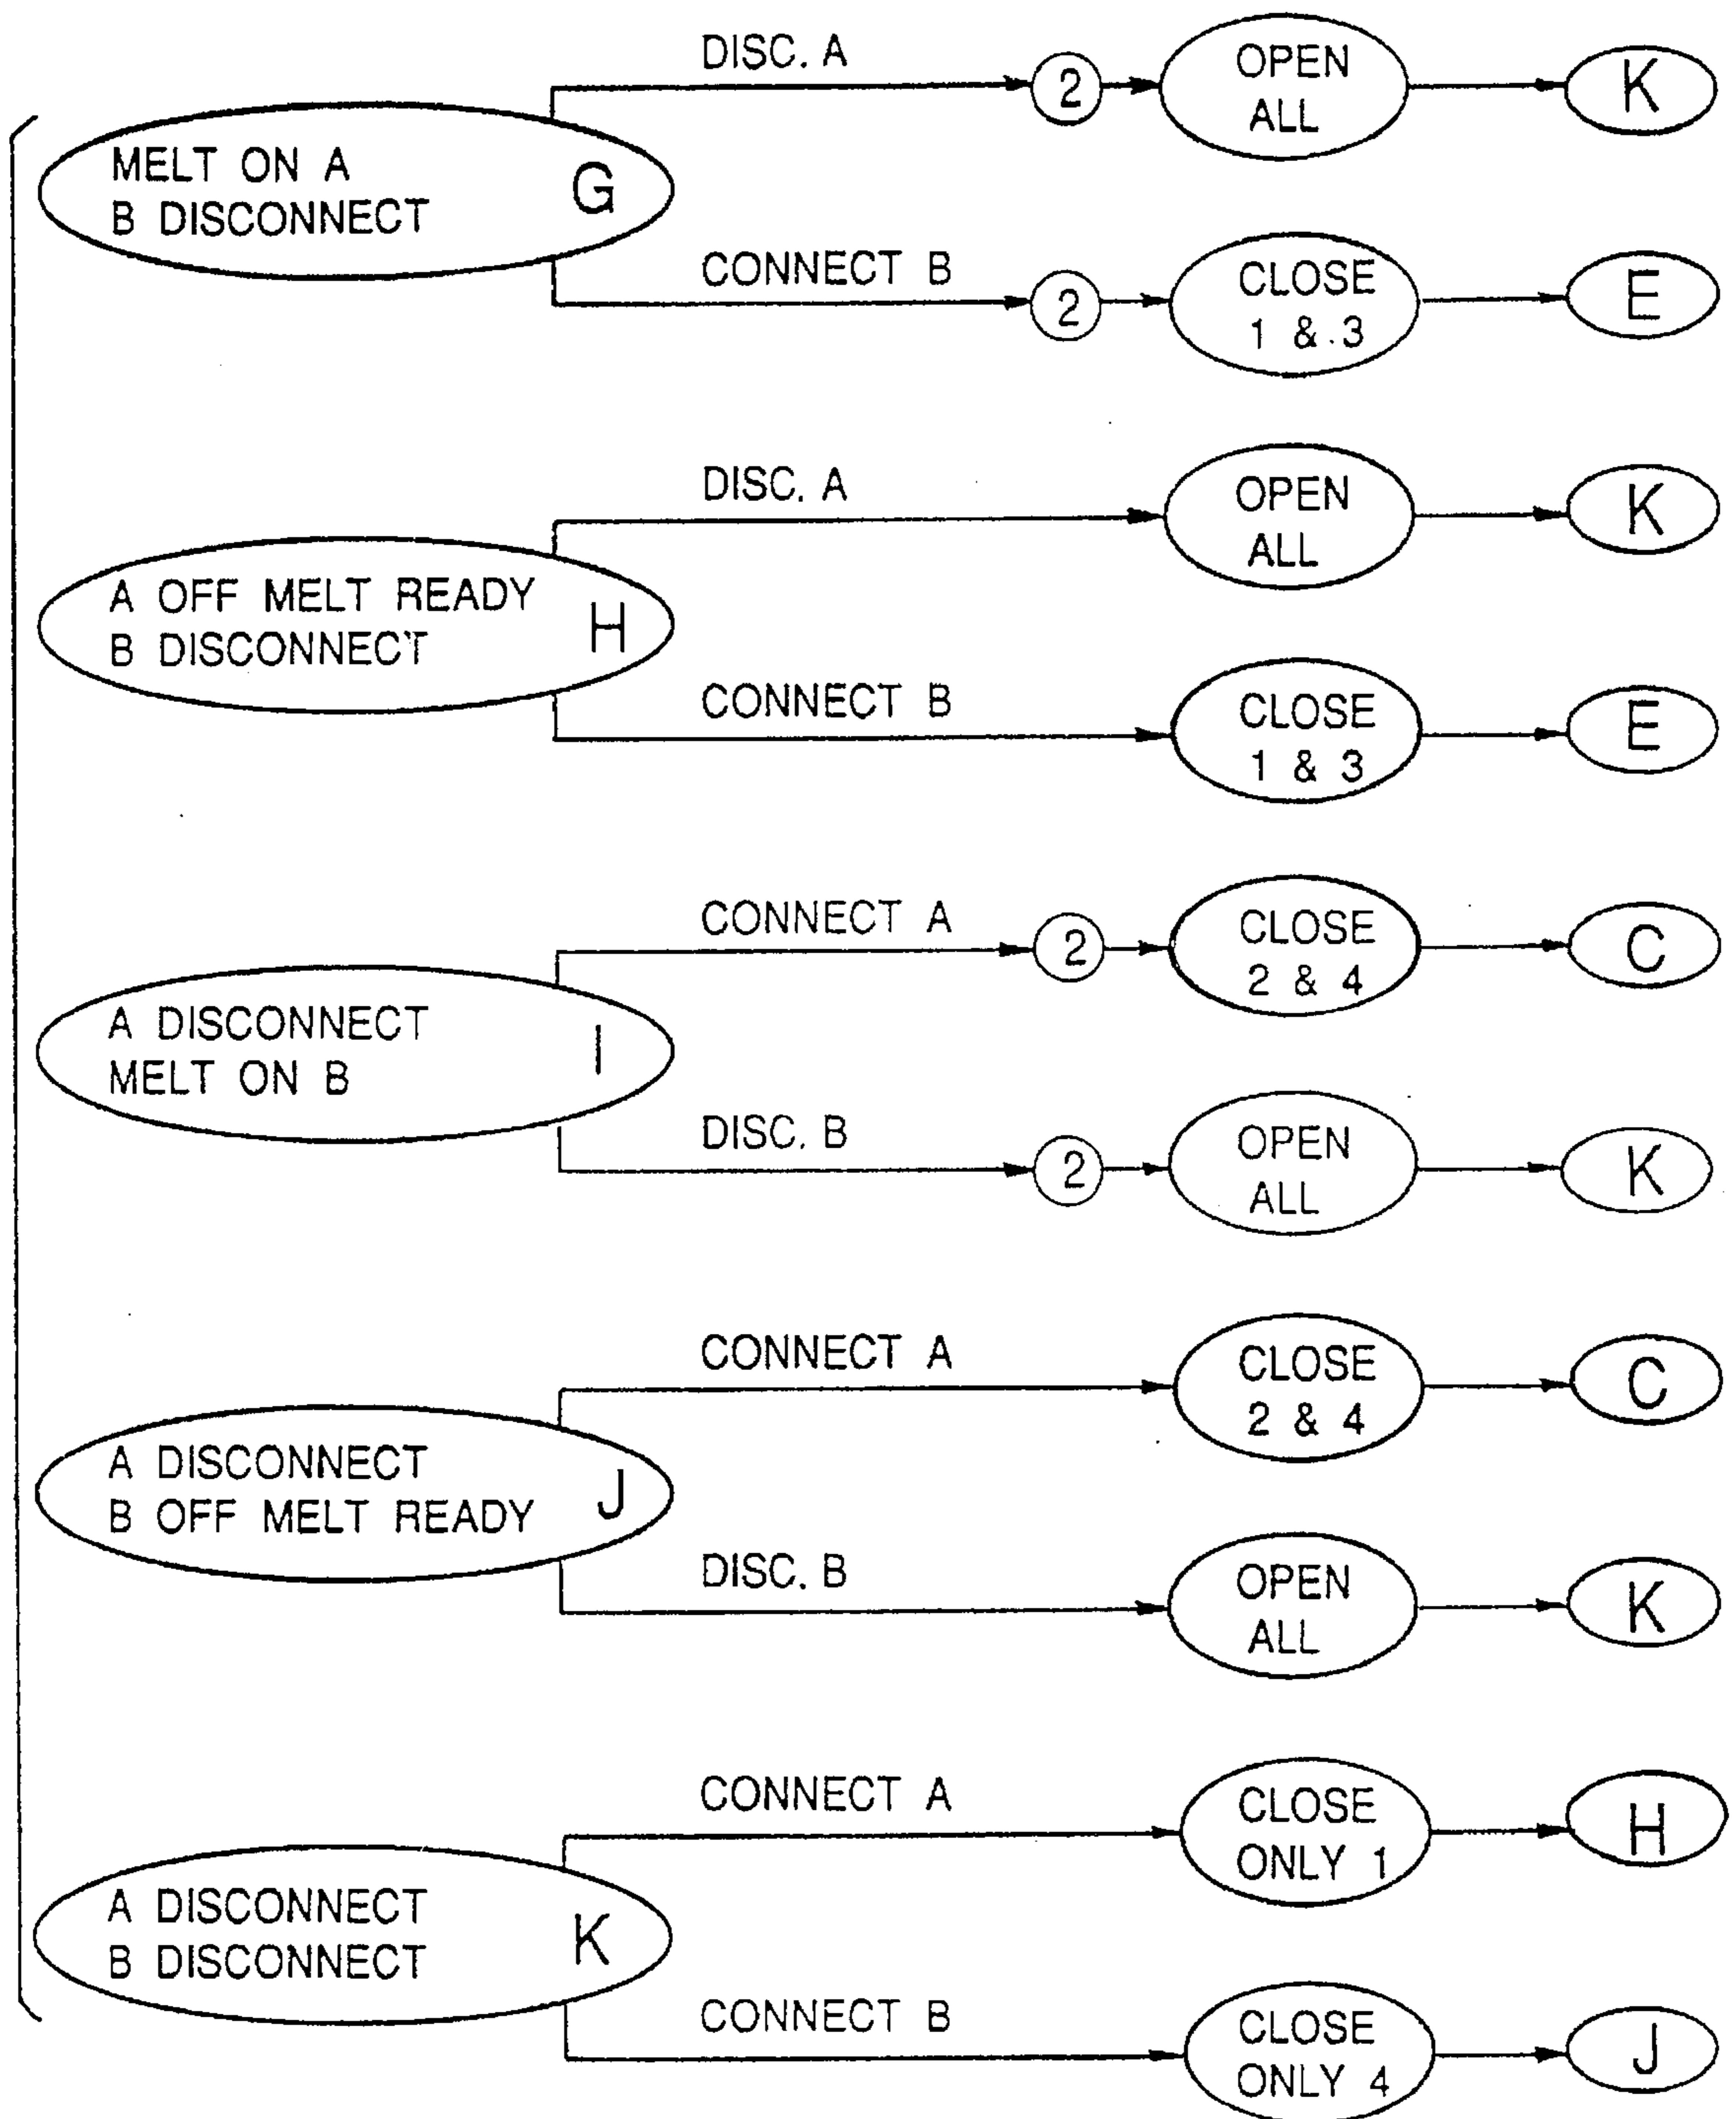 DISC. A
2
OPEN
ALL
K
MELT ON A
B DISCONNECT
G
CONNECT B
2
CLOSE
1 & 3
E
DISC. A
OPEN
ALL
K
A OFF MELT READY
B DISCONNECT
H
CONNECT B
CLOSE
1 & 3
E
CONNECT A
2
CLOSE
2 & 4
C
A DISCONNECT
MELT ON B
I
DISC. B
2
OPEN
ALL
K
CONNECT A
CLOSE
2 & 4
C
A DISCONNECT
B OFF MELT READY
J
DISC. B
OPEN
ALL
K
CONNECT A
CLOSE
ONLY 1
H
A DISCONNECT
B DISCONNECT
K
CONNECT B
CLOSE
ONLY 4
J